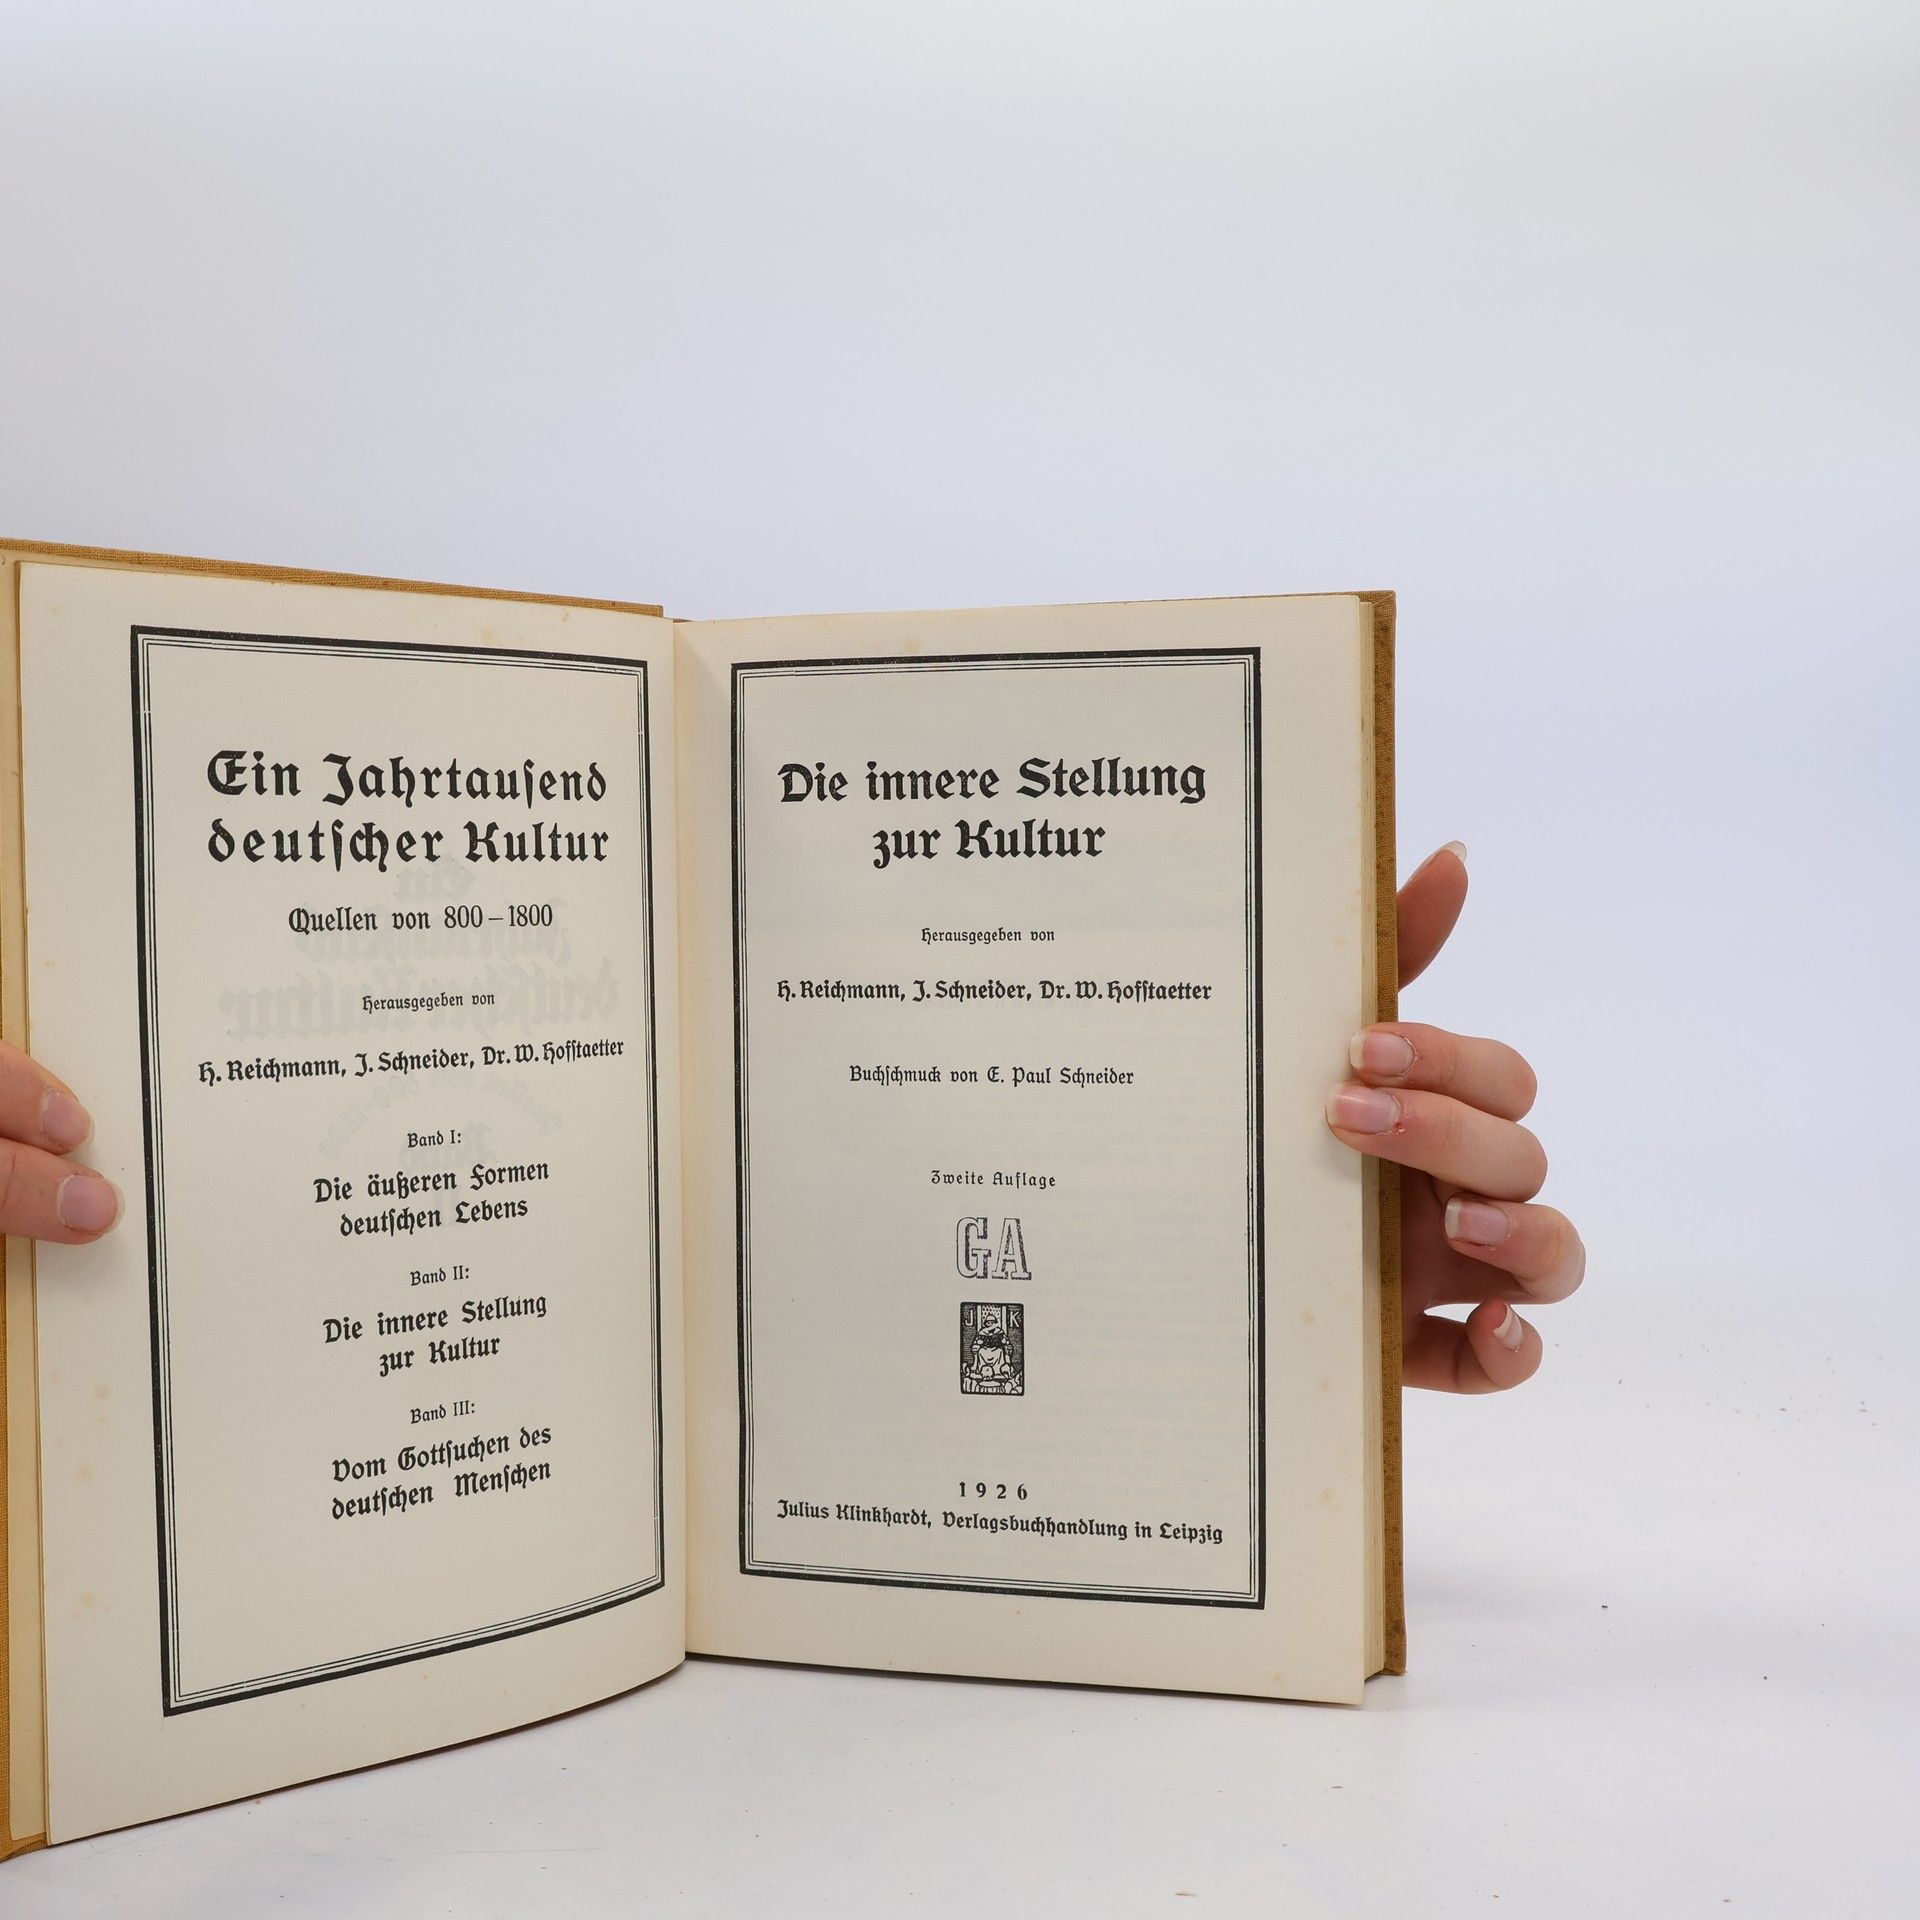 Ein Jahrtauſend
deutſcher Kultur
Quellen von 800–1800
Herausgegeben von
H. Reichmann, J. Schneider, Dr. W. Hofſtaetter
Band I:
Die äußeren Formen
deutſchen Lebens
Band II:
Die innere Stellung
zur Kultur
Band III:
Vom Gottſuchen des
deutſchen Menſchen
Die innere Stellung
zur Kultur
Herausgegeben von
H. Reichmann, J. Schneider, Dr. W. Hofſtaetter
Buchſchmuck von E. Paul Schneider
Zweite Auflage
GA
J K
1926
Julius Klinkhardt, Verlagsbuchhandlung in Leipzig